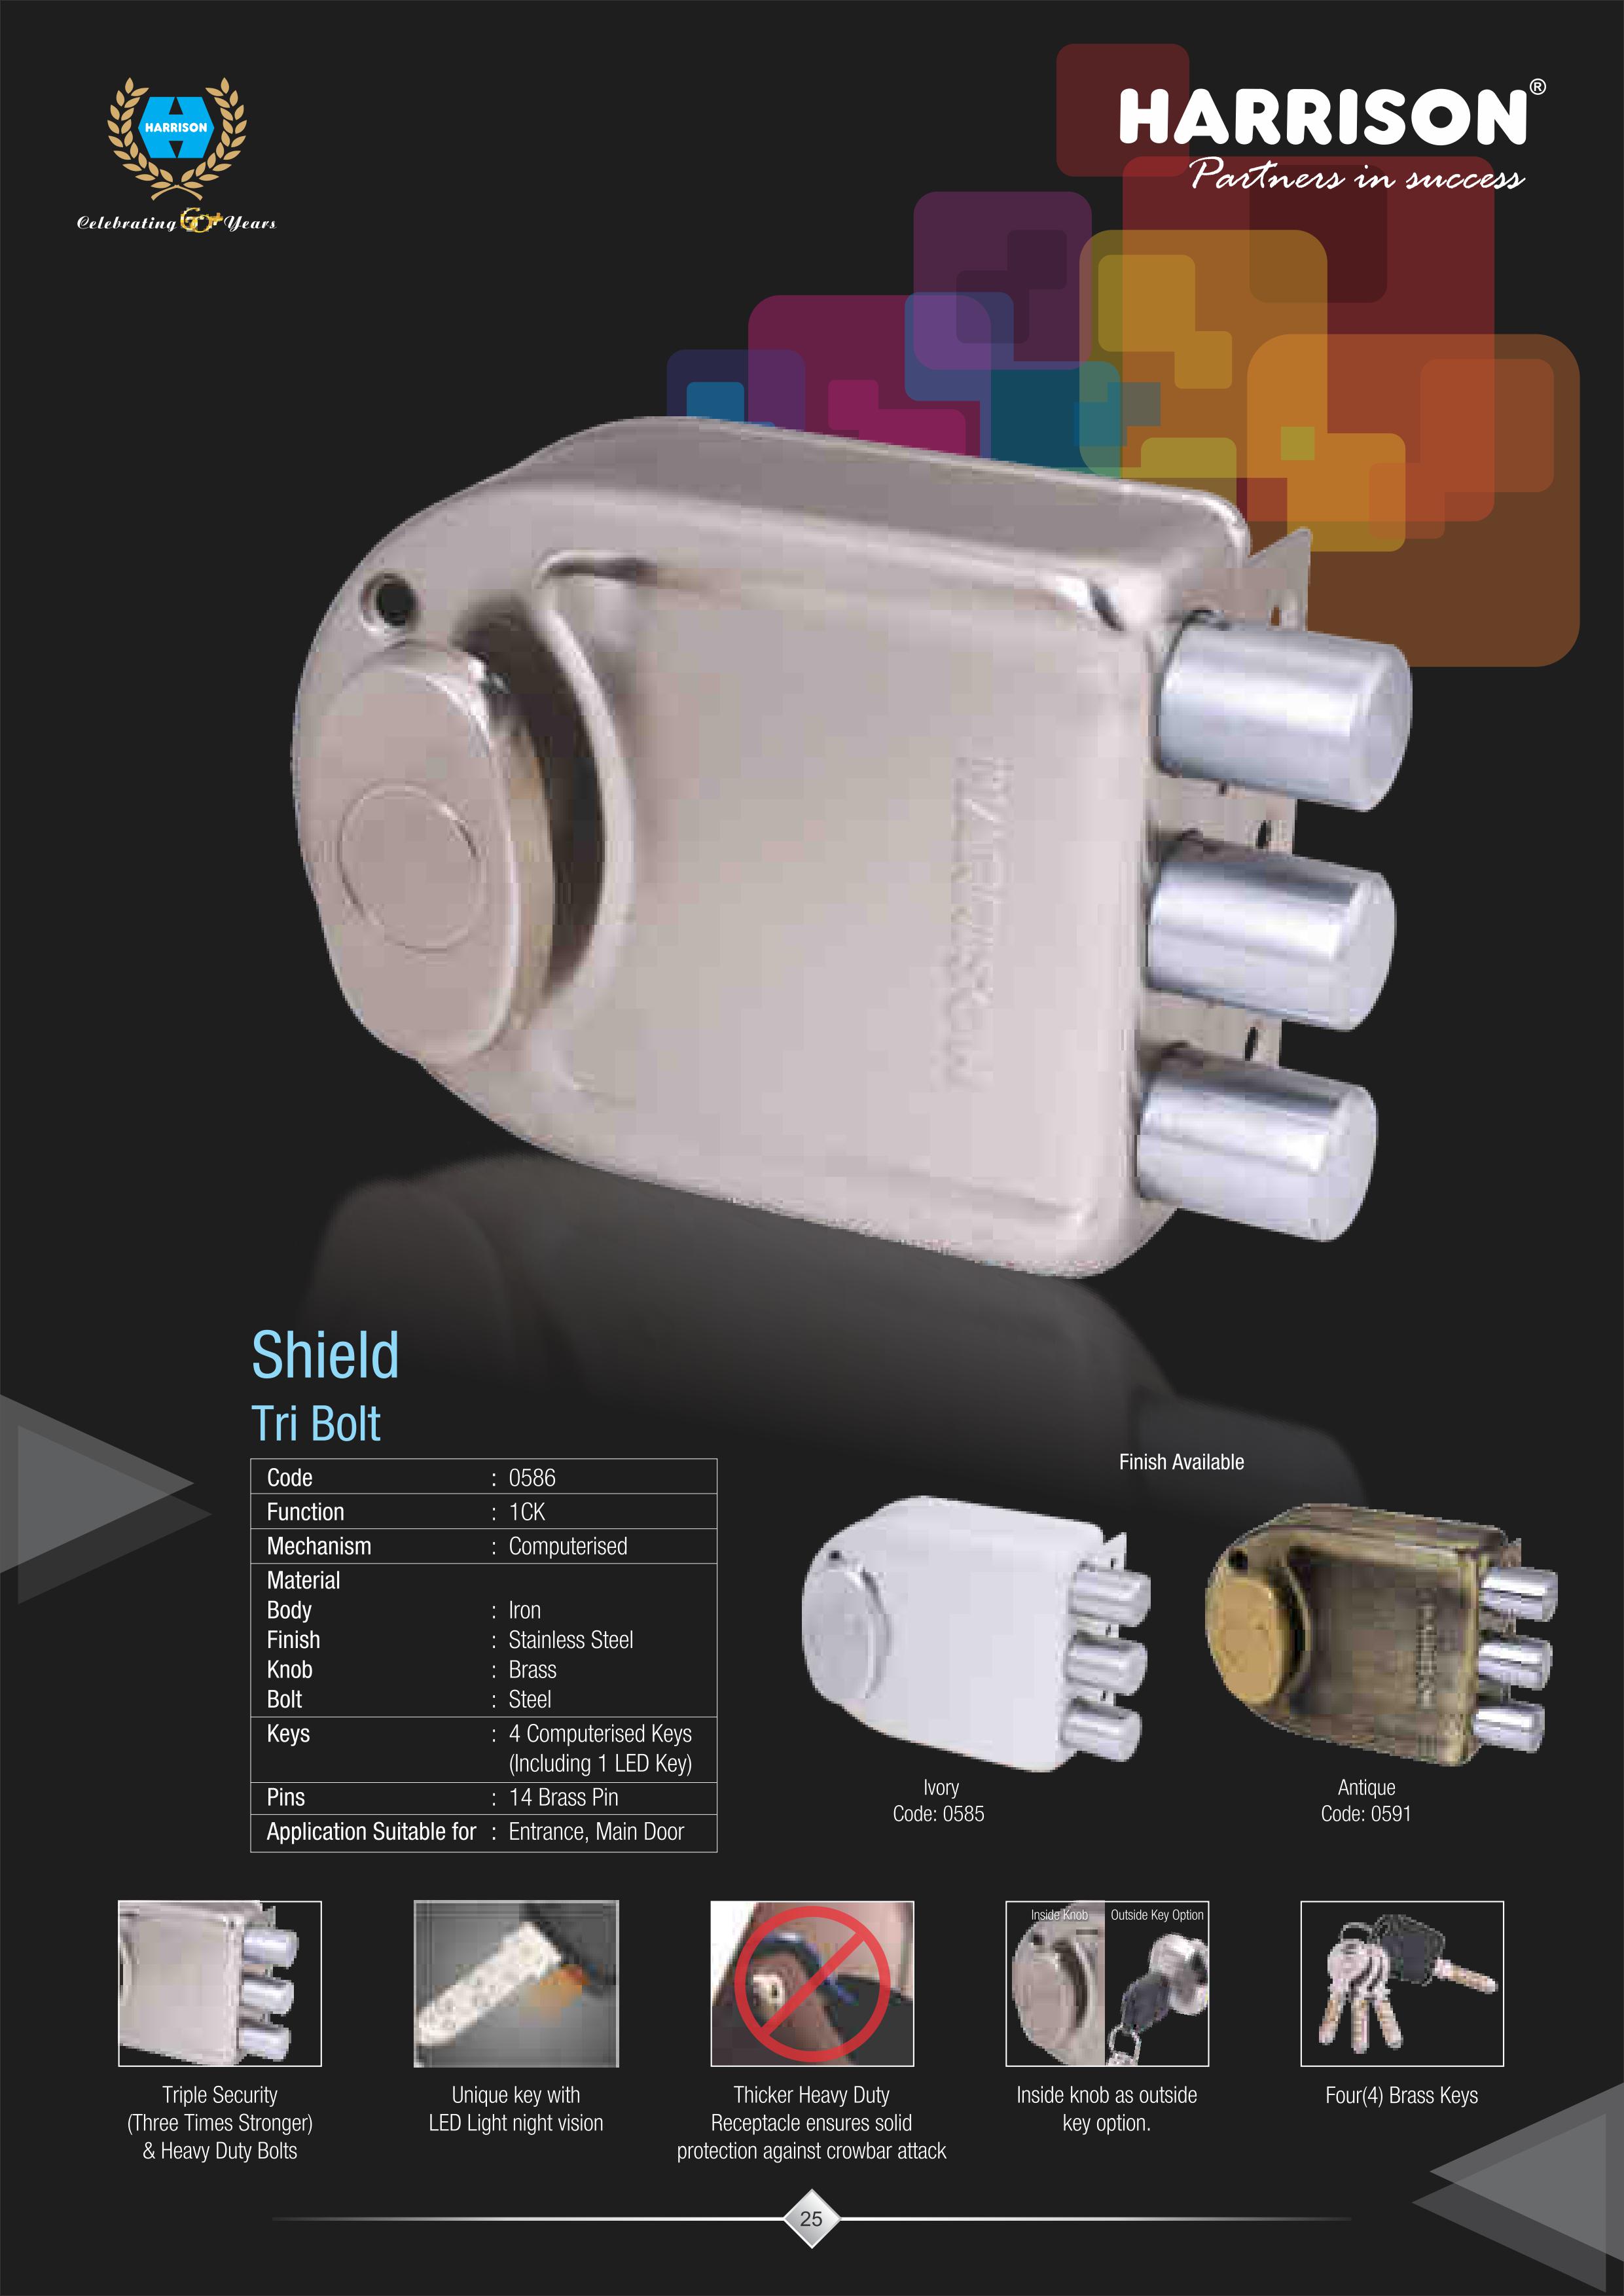 HARRISON
Celebrating 60+ Years
HARRISON®
Partners in success
HARRISON
Shield
Tri Bolt
Code : 0586
Function : 1CK
Mechanism : Computerised
Material
Body : Iron
Finish : Stainless Steel
Knob : Brass
Bolt : Steel
Keys : 4 Computerised Keys
(Including 1 LED Key)
Pins : 14 Brass Pin
Application Suitable for : Entrance, Main Door
Finish Available
Ivory
Code: 0585
Antique
Code: 0591
Triple Security
(Three Times Stronger)
& Heavy Duty Bolts
Unique key with
LED Light night vision
Thicker Heavy Duty
Receptacle ensures solid
protection against crowbar attack
Inside Knob
Outside Key Option
Inside knob as outside
key option.
Four(4) Brass Keys
25